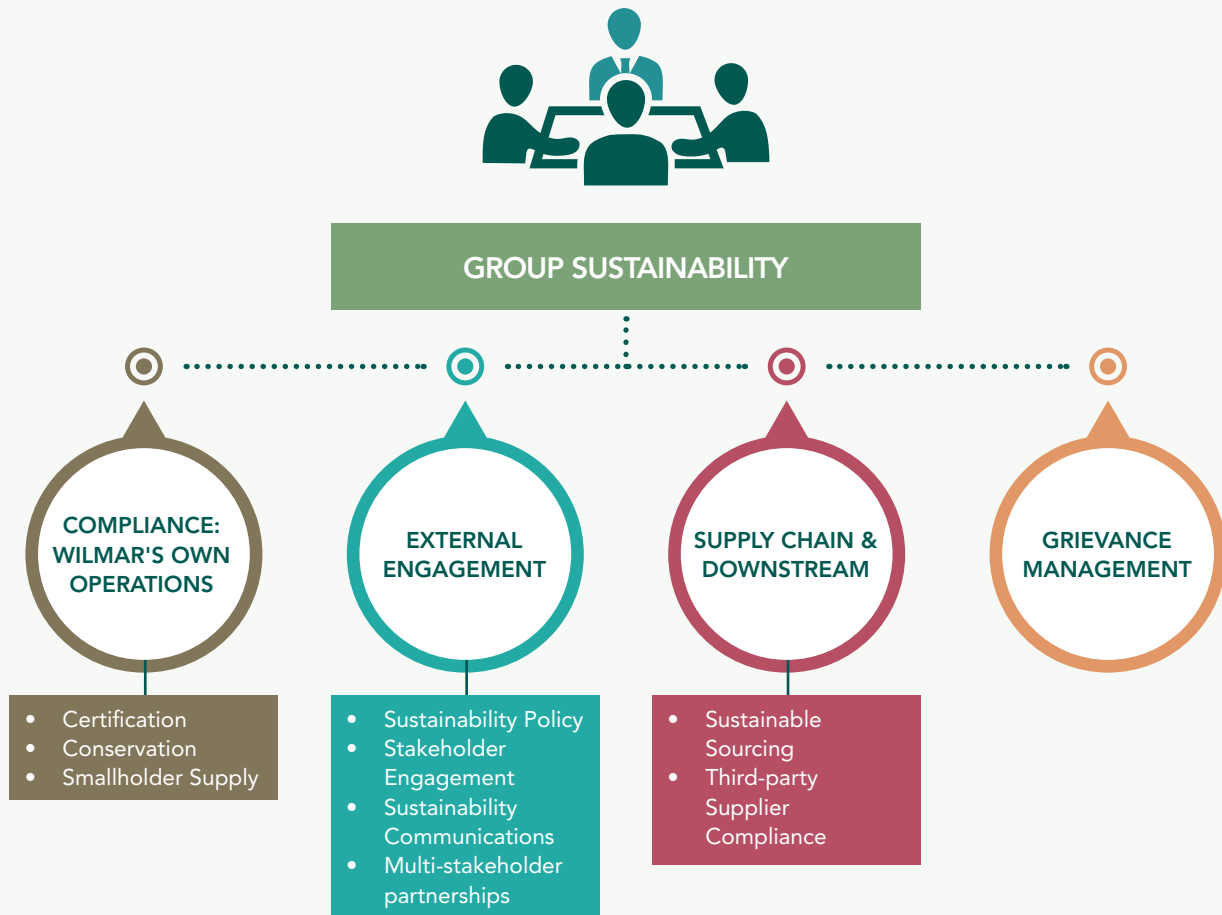 GROUP SUSTAINABILITY
COMPLIANCE:
WILMAR'S OWN
OPERATIONS
EXTERNAL
ENGAGEMENT
SUPPLY CHAIN &
DOWNSTREAM
GRIEVANCE
MANAGEMENT
• Certification
• Conservation
• Smallholder Supply
• Sustainability Policy
• Stakeholder
Engagement
• Sustainability
Communications
• Multi-stakeholder
partnerships
• Sustainable
Sourcing
• Third-party
Supplier
Compliance